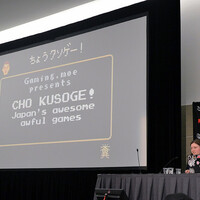 ちょうクソゲー!
Gaming.moe
presents
CHO KUSOGE!
Japan's awesome
awful games